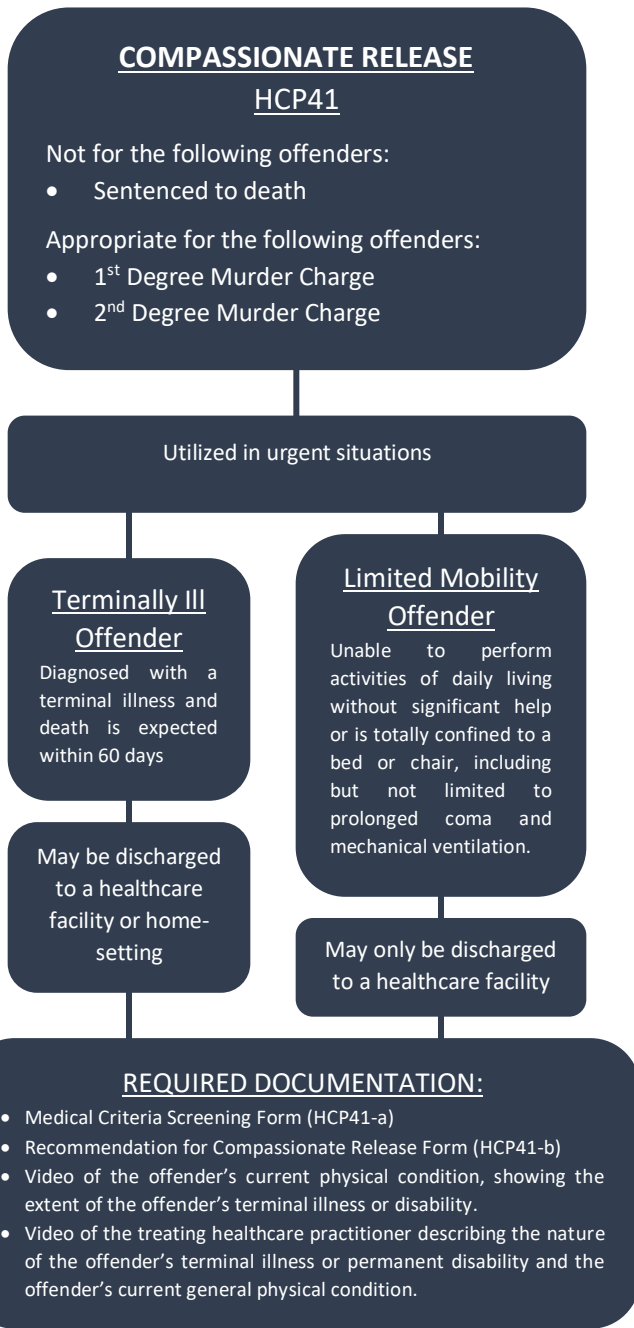 COMPASSIONATE RELEASE
HCP41
Not for the following offenders:
• Sentenced to death
Appropriate for the following offenders:
• 1st Degree Murder Charge
• 2nd Degree Murder Charge
Utilized in urgent situations
Terminally Ill
Offender
Diagnosed with a
terminal illness and
death is expected
within 60 days
May be discharged
to a healthcare
facility or home-
setting
Limited Mobility
Offender
Unable to perform
activities of daily living
without significant help
or is totally confined to a
bed or chair, including
but not limited to
prolonged coma and
mechanical ventilation.
May only be discharged
to a healthcare facility
REQUIRED DOCUMENTATION:
• Medical Criteria Screening Form (HCP41-a)
• Recommendation for Compassionate Release Form (HCP41-b)
• Video of the offender’s current physical condition, showing the
extent of the offender’s terminal illness or disability.
• Video of the treating healthcare practitioner describing the nature
of the offender’s terminal illness or permanent disability and the
offender’s current general physical condition.